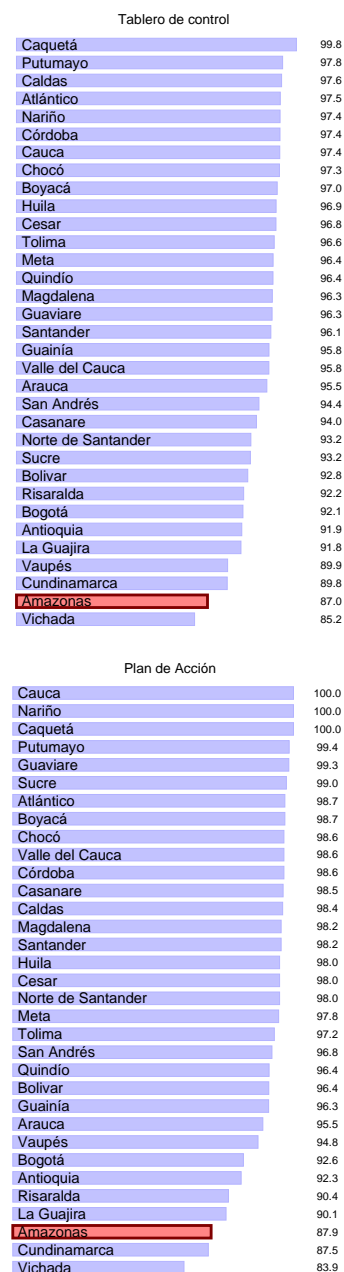 Tablero de control
Caquetá 99.8
Putumayo 97.8
Caldas 97.6
Atlántico 97.5
Nariño 97.4
Córdoba 97.4
Cauca 97.4
Chocó 97.3
Boyacá 97.0
Huila 96.9
Cesar 96.8
Tolima 96.6
Meta 96.4
Quindío 96.4
Magdalena 96.3
Guaviare 96.3
Santander 96.1
Guainía 95.8
Valle del Cauca 95.8
Arauca 95.5
San Andrés 94.4
Casanare 94.0
Norte de Santander 93.2
Sucre 93.2
Bolivar 92.8
Risaralda 92.2
Bogotá 92.1
Antioquia 91.9
La Guajira 91.8
Vaupés 89.9
Cundinamarca 89.8
Amazonas 87.0
Vichada 85.2
Plan de Acción
Cauca 100.0
Nariño 100.0
Caquetá 100.0
Putumayo 99.4
Guaviare 99.3
Sucre 99.0
Atlántico 98.7
Boyacá 98.7
Chocó 98.6
Valle del Cauca 98.6
Córdoba 98.6
Casanare 98.5
Caldas 98.4
Magdalena 98.2
Santander 98.2
Huila 98.0
Cesar 98.0
Norte de Santander 98.0
Meta 97.8
Tolima 97.2
San Andrés 96.8
Quindío 96.4
Bolivar 96.4
Guainía 96.3
Arauca 95.5
Vaupés 94.8
Bogotá 92.6
Antioquia 92.3
Risaralda 90.4
La Guajira 90.1
Amazonas 87.9
Cundinamarca 87.5
Vichada 83.9